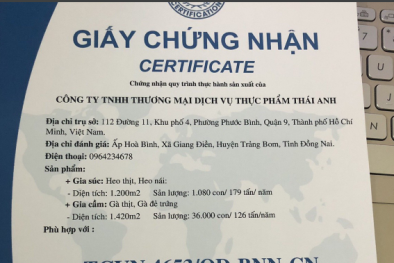 CERTIFICATION
GIẤY CHỨNG NHẬN
CERTIFICATE
Chứng nhận quy trình thực hành sản xuất của
CÔNG TY TNHH THƯƠNG MẠI DỊCH VỤ THỰC PHẨM THÁI ANH
Địa chỉ trụ sở: 112 Đường 11, Khu phố 4, Phường Phước Bình, Quận 9, Thành phố Hồ Chí
Minh, Việt Nam.
Địa chỉ đánh giá: Ấp Hoà Bình, Xã Giang Điền, Huyện Trảng Bom, Tỉnh Đồng Nai.
Điện thoại: 0964234678
Sản phẩm:
+ Gia súc: Heo thịt, Heo nái:
- Diện tích: 1.200m2 Sản lượng: 1.080 con/ 179 tấn/năm
+ Gia cầm: Gà thịt, Gà đẻ trứng
- Diện tích: 1.420m2 Sản lượng: 36.000 con/ 126 tấn/năm
Phù hợp với :